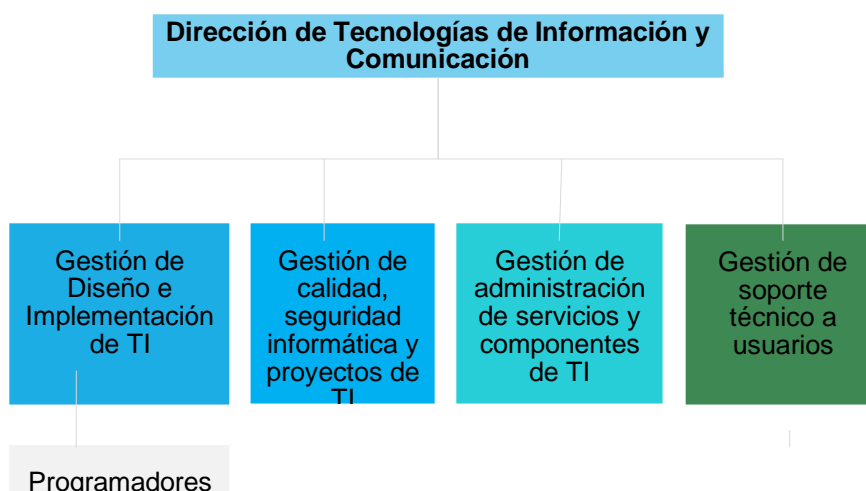 Dirección de Tecnologías de Información y
Comunicación
Gestión de
Diseño e
Implementación
de TI
Gestión de
calidad,
seguridad
informática y
proyectos de
TI
Gestión de
administración
de servicios y
componentes
de TI
Gestión de
soporte
técnico a
usuarios
Programadores